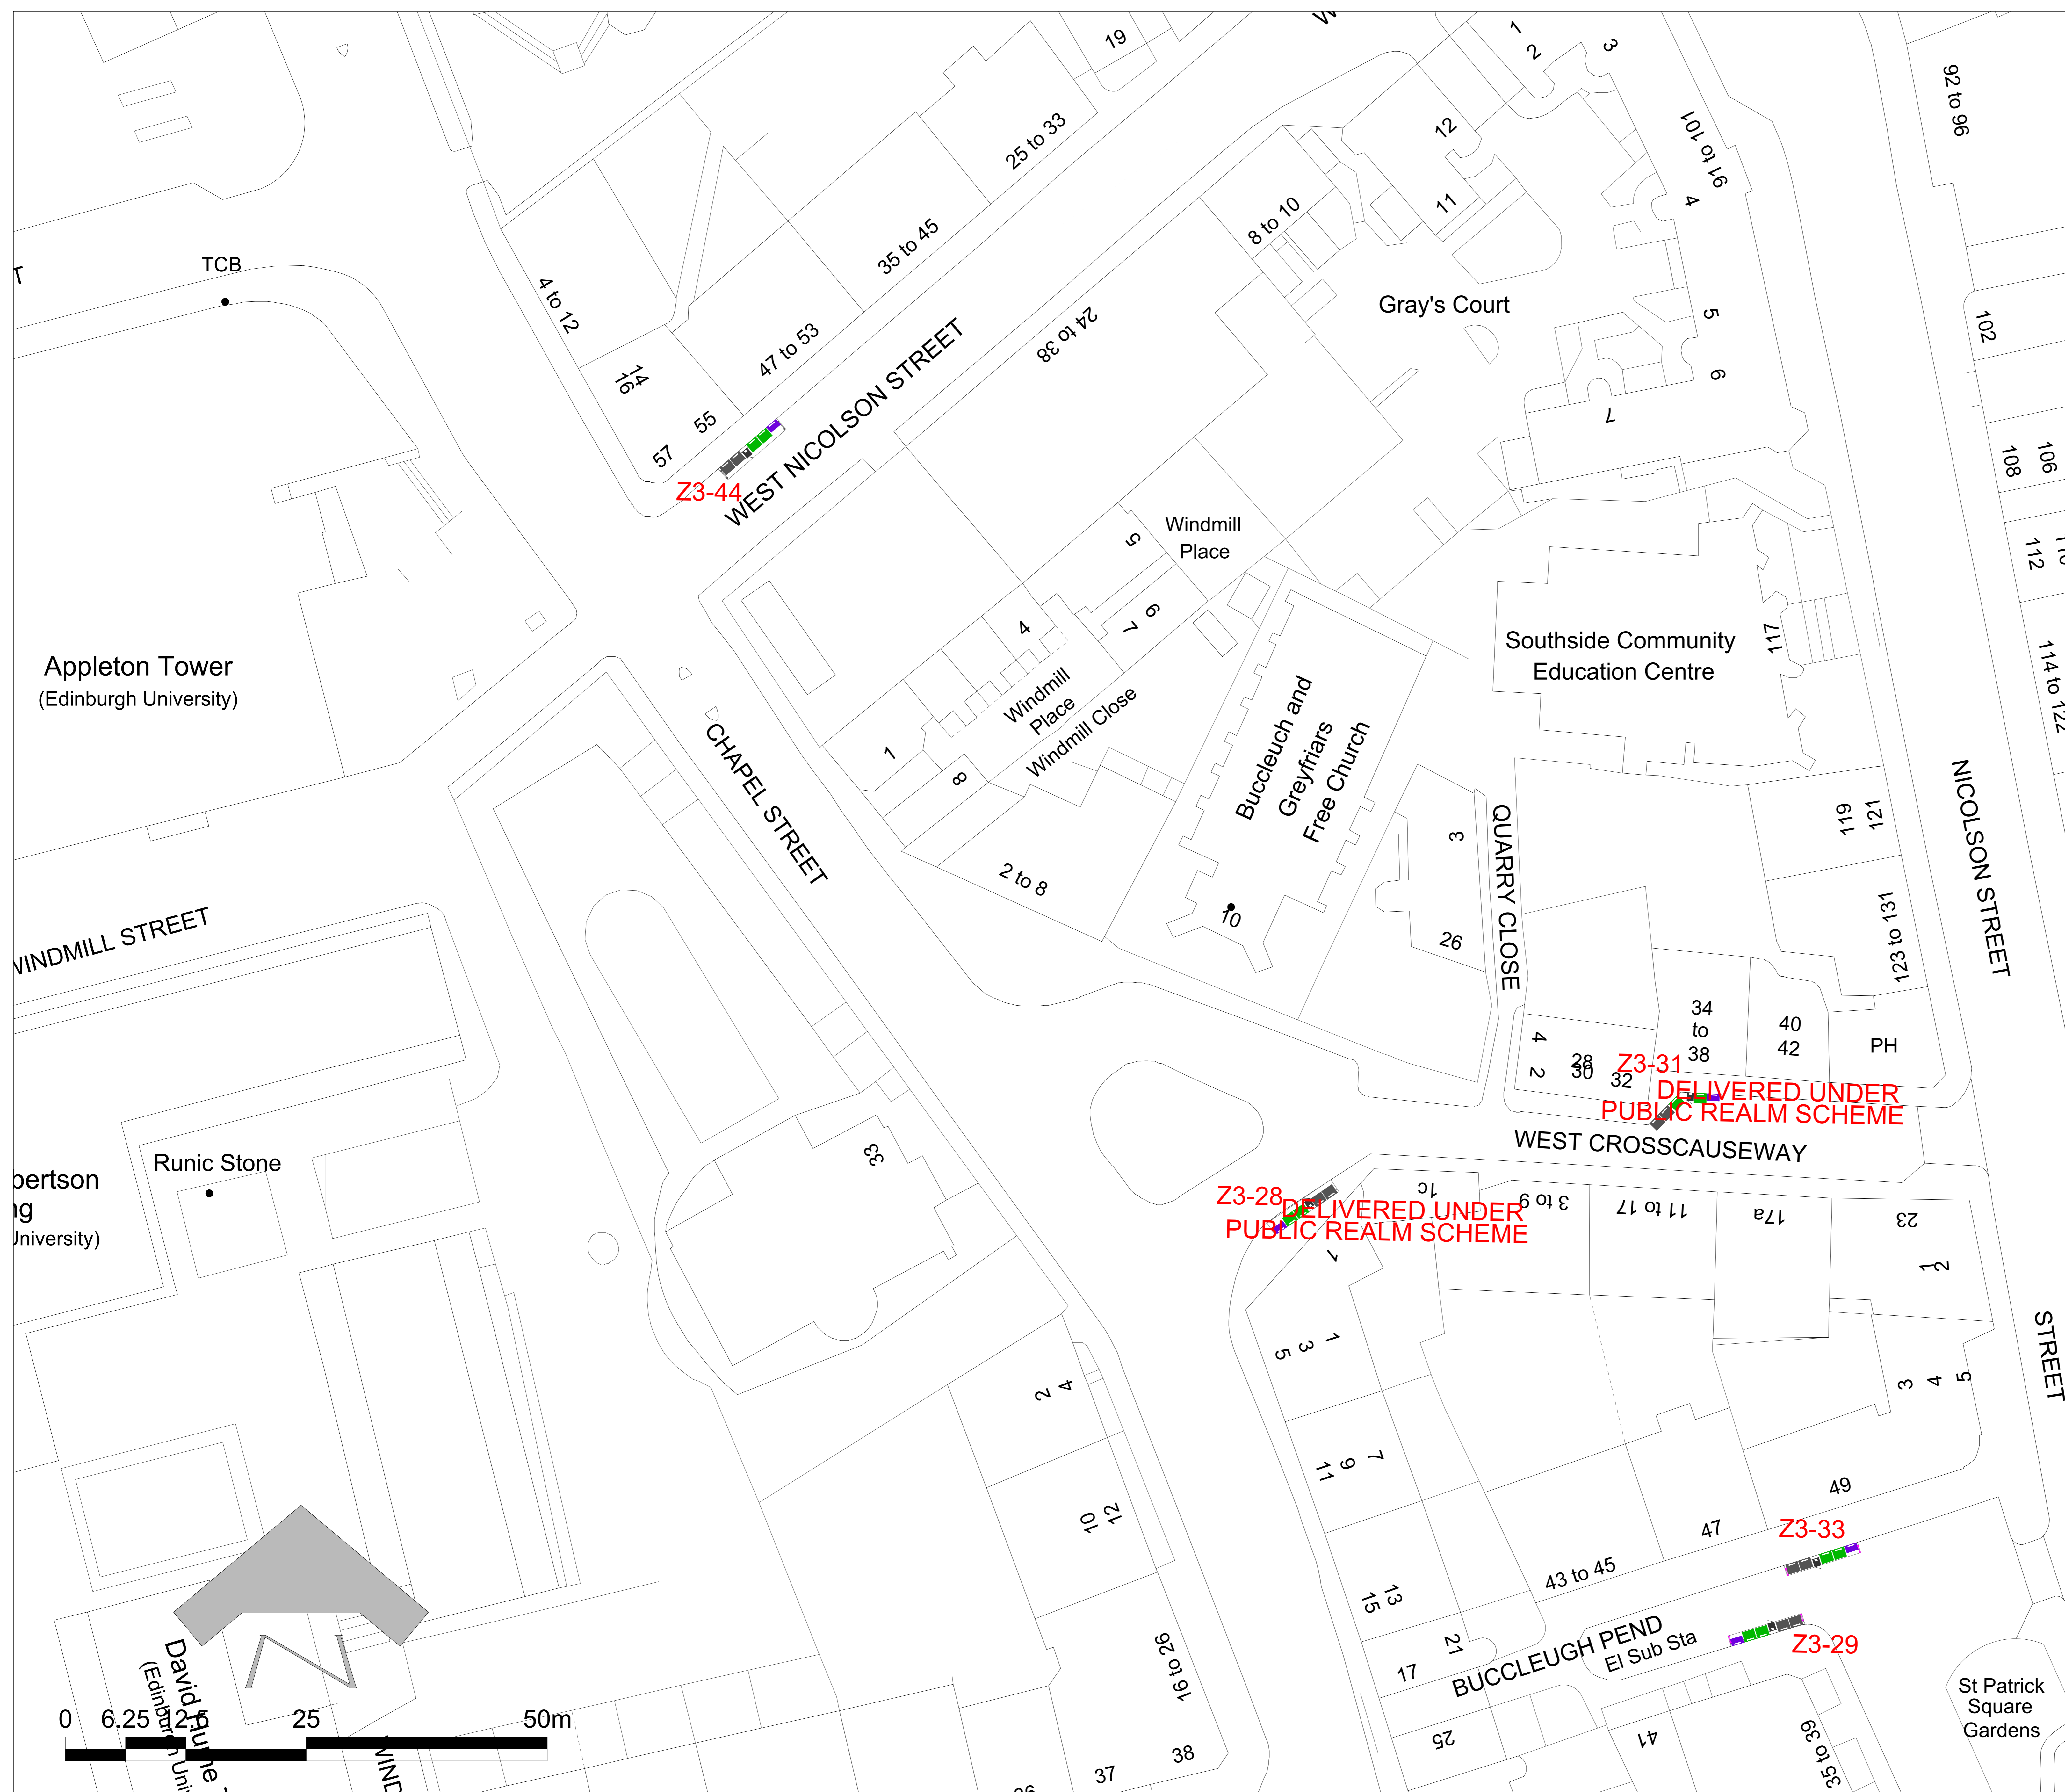 19
1
2
3
92 to 96
12
91 to 101
25 to 33
11
4
8 to 10
35 to 45
TCB
4 to 12
Gray's Court
5
102
24 to 38
47 to 53
6
14
16
7
55
57
106
108
Z3-44
WEST NICOLSON STREET
Windmill
Place
5
112
6
7
4
117
Southside Community
Education Centre
114 to 122
Appleton Tower
(Edinburgh University)
Windmill
Place
Windmill Close
1
8
CHAPEL STREET
Buccleuch and
Greyfriars
Free Church
NICOLSON STREET
QUARRY CLOSE
3
119
121
2 to 8
10
26
123 to 131
WINDMILL STREET
34
to
38
40
42
PH
4
2
28
30
32
Z3-31
DELIVERED UNDER
PUBLIC REALM SCHEME
WEST CROSSCAUSEWAY
33
Runic Stone
Z3-28
DELIVERED UNDER
PUBLIC REALM SCHEME
1c
3 to 9
11 to 17
17a
23
1
2
1
1
3
5
STREET
3
4
5
2
4
7
9
11
49
47
Z3-33
10
12
43 to 45
13
15
BUCCLEUGH PEND
El Sub Sta
Z3-29
16 to 26
21
17
St Patrick
Square
Gardens
25
41
35 to 39
38
37
David Hume
0 6.25 12.5 25 50m
N